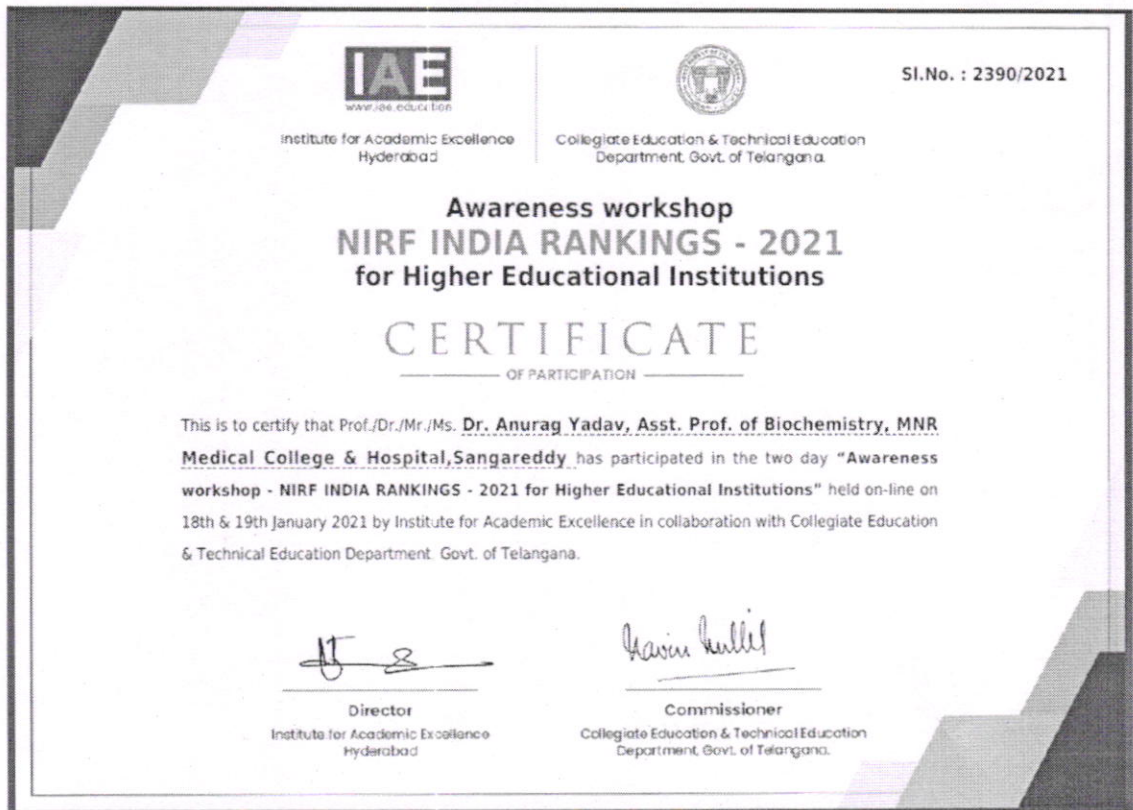 IAE
www.iae.education
Institute for Academic Excellence
Hyderabad
Collegiate Education & Technical Education
Department, Govt. of Telangana.
Sl.No. : 2390/2021
Awareness workshop
NIRF INDIA RANKINGS - 2021
for Higher Educational Institutions
CERTIFICATE
OF PARTICIPATION
This is to certify that Prof./Dr./Mr./Ms. Dr. Anurag Yadav, Asst. Prof. of Biochemistry, MNR
Medical College & Hospital,Sangareddy has participated in the two day “Awareness
workshop - NIRF INDIA RANKINGS - 2021 for Higher Educational Institutions” held on-line on
18th & 19th January 2021 by Institute for Academic Excellence in collaboration with Collegiate Education
& Technical Education Department Govt. of Telangana.
Director
Institute for Academic Excellence
Hyderabad
Commissioner
Collegiate Education & Technical Education
Department, Govt. of Telangana.